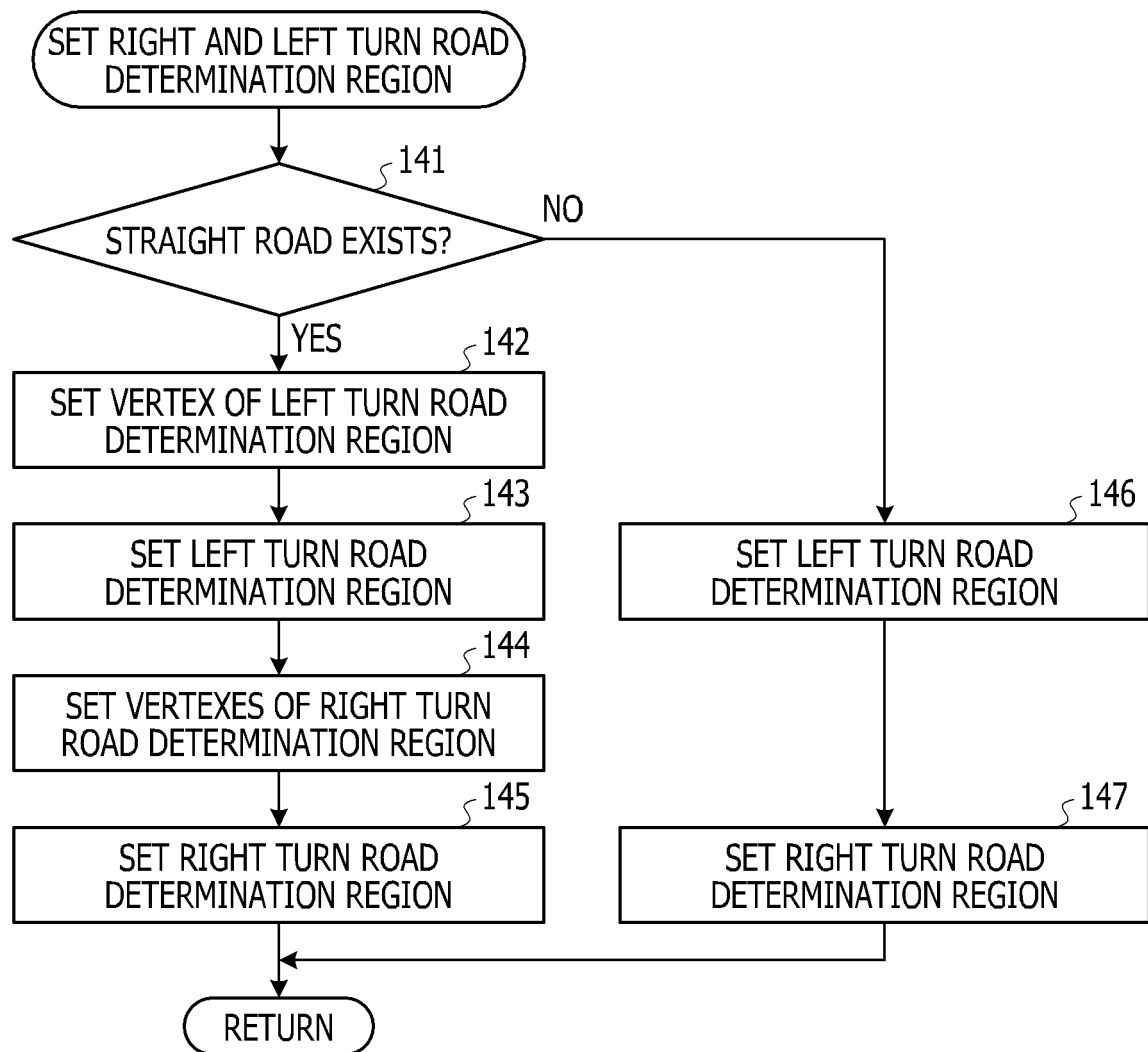 SET RIGHT AND LEFT TURN ROAD
DETERMINATION REGION
141
STRAIGHT ROAD EXISTS?
NO
YES
142
SET VERTEX OF LEFT TURN ROAD
DETERMINATION REGION
143
SET LEFT TURN ROAD
DETERMINATION REGION
144
SET VERTEXES OF RIGHT TURN
ROAD DETERMINATION REGION
145
SET RIGHT TURN ROAD
DETERMINATION REGION
146
SET LEFT TURN ROAD
DETERMINATION REGION
147
SET RIGHT TURN ROAD
DETERMINATION REGION
RETURN